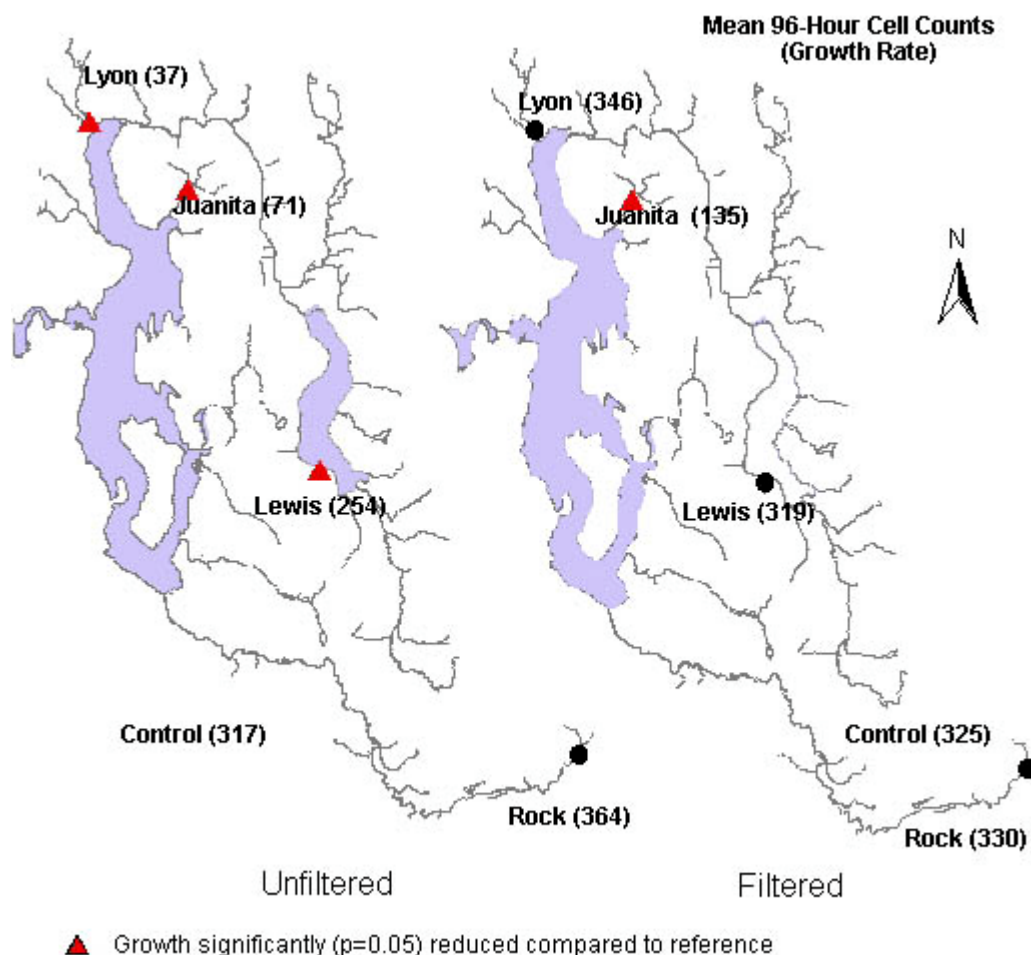 Mean 96-Hour Cell Counts
(Growth Rate)
Lyon (37)
Juanita (71)
Lewis (254)
Control (317)
Rock (364)
Unfiltered
Lyon (346)
Juanita (135)
N
Lewis (319)
Control (325)
Rock (330)
Filtered
Growth significantly (p=0.05) reduced compared to reference